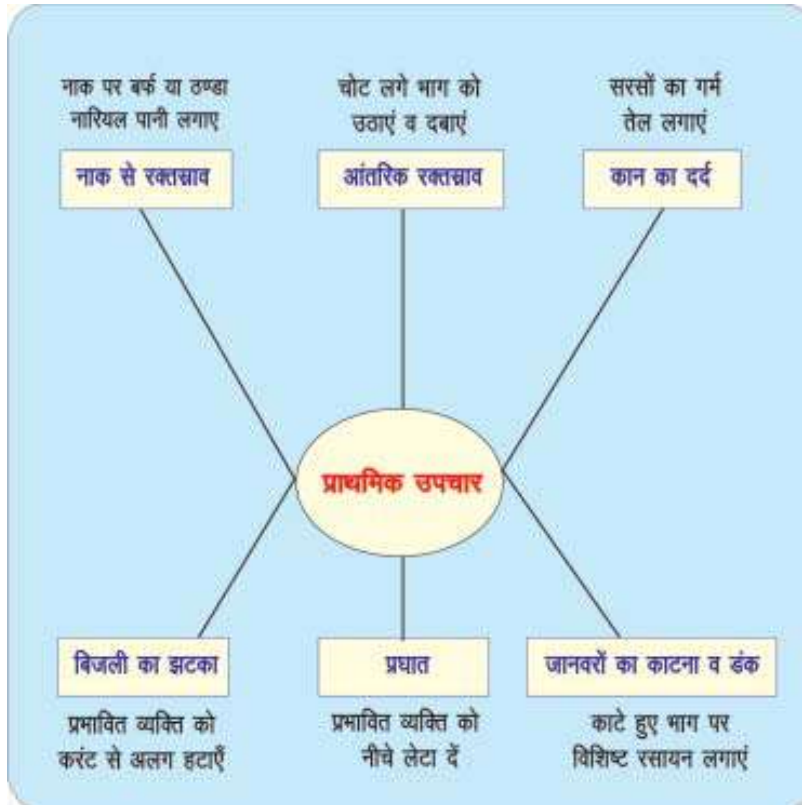 नाक पर बर्फ या ठण्डा
नारियल पानी लगाए
नाक से रक्तस्राव
चोट लगे भाग को
उठाएं व दबाएं
आंतरिक रक्तस्राव
सरसों का गर्म
तेल लगाएं
कान का दर्द
प्राथमिक उपचार
बिजली का झटका
प्रभावित व्यक्ति को
करंट से अलग हटाएँ
प्रघात
प्रभावित व्यक्ति को
नीचे लेटा दें
जानवरों का काटना व डंक
काटे हुए भाग पर
विशिष्ट रसायन लगाएं